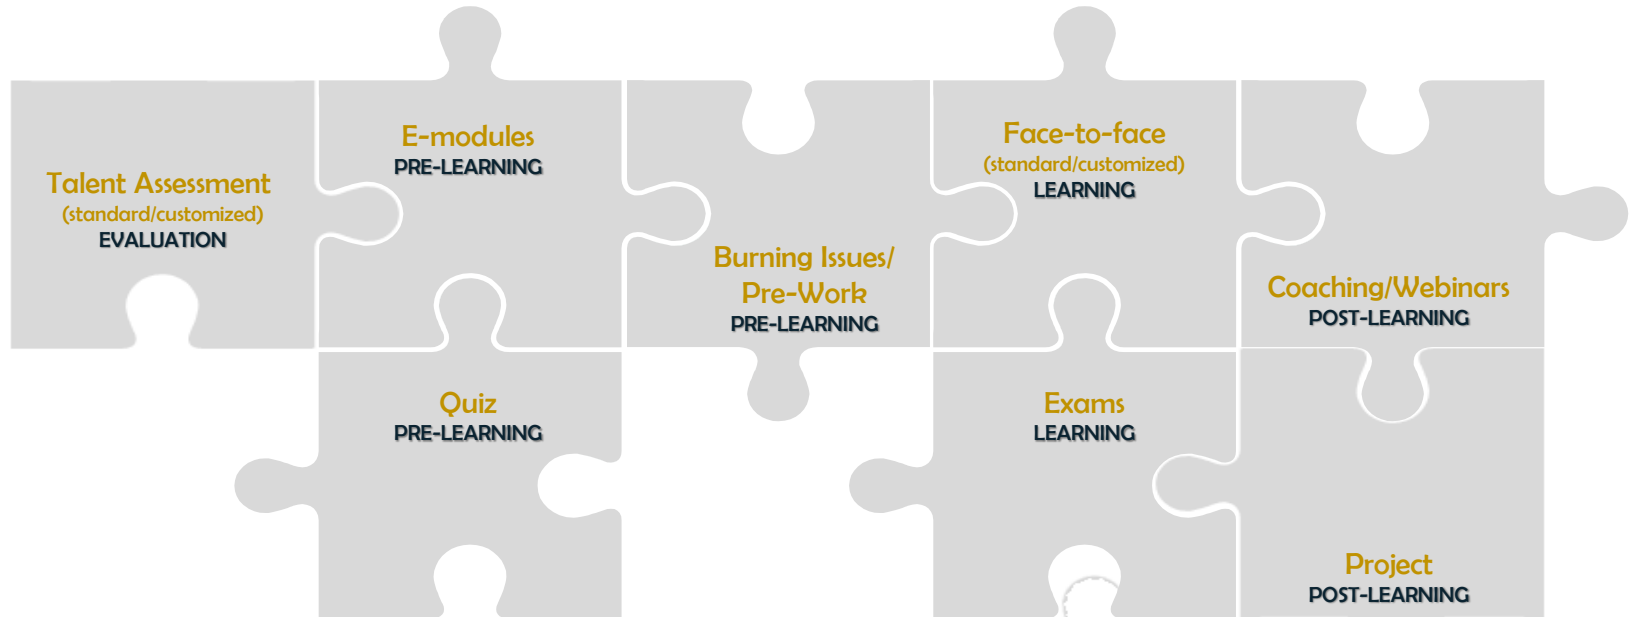 Talent Assessment
(standard/customized)
EVALUATION
E-modules
PRE-LEARNING
Burning Issues/
Pre-Work
PRE-LEARNING
Face-to-face
(standard/customized)
LEARNING
Coaching/Webinars
POST-LEARNING
Quiz
PRE-LEARNING
Exams
LEARNING
Project
POST-LEARNING